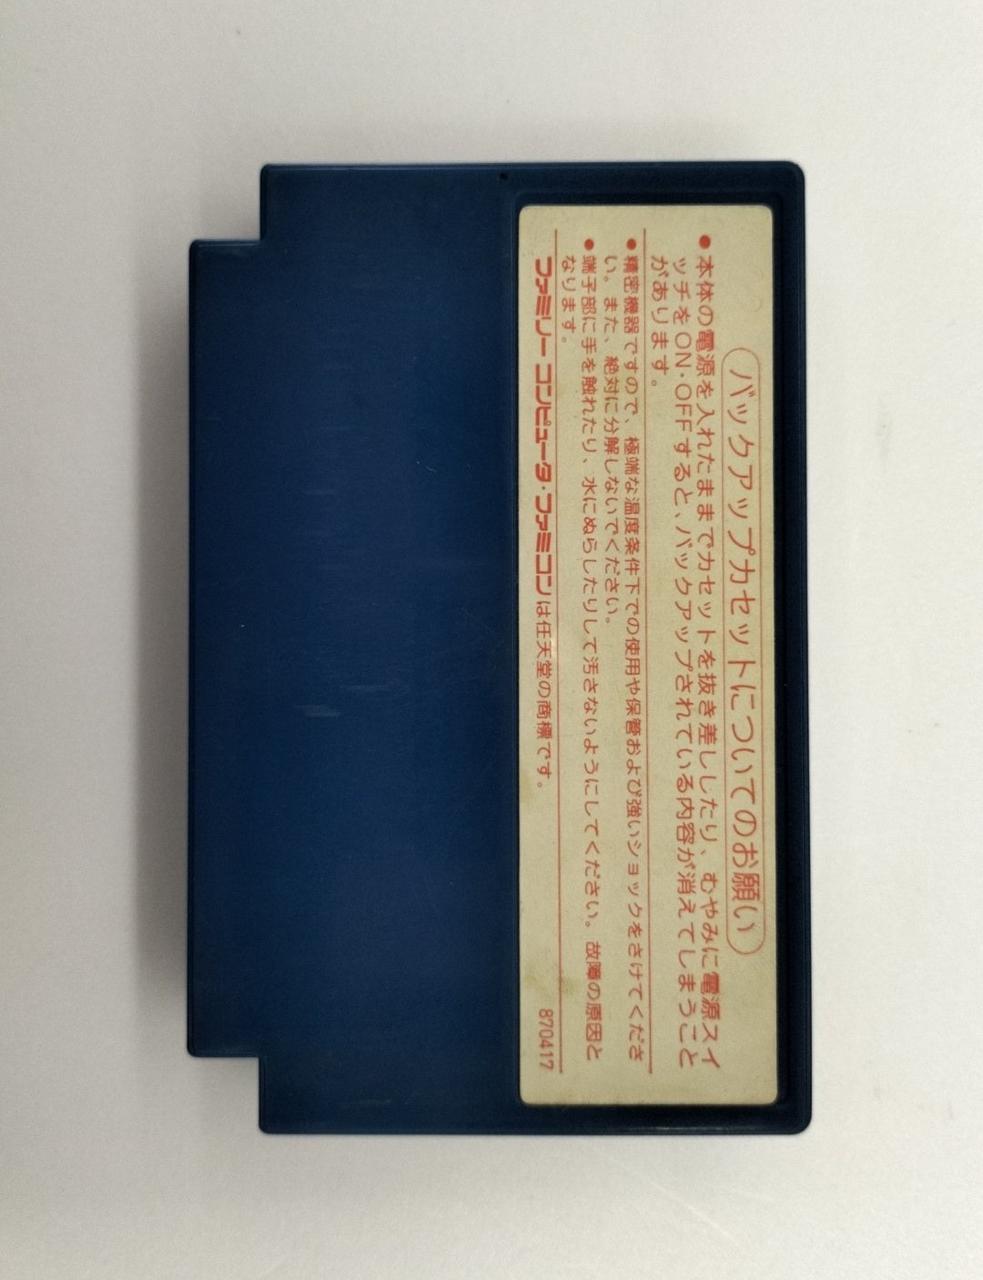 バックアップカセットについてのお願い
●本体の電源を入れたままでカセットを抜き差ししたり、むやみに電源スイ
ッチをON・OFFすると、バックアップされている内容が消えてしまうこと
があります。
●精密機器ですので、極端な温度条件下での使用や保管および強いショックをさけてくださ
い。また、絶対に分解しないでください。
●端子部に手を触れたり、水にぬらしたりして汚さないようにしてください。故障の原因と
なります。
ファミリーコンピュータ・ファミコンは任天堂の商標です。
870417